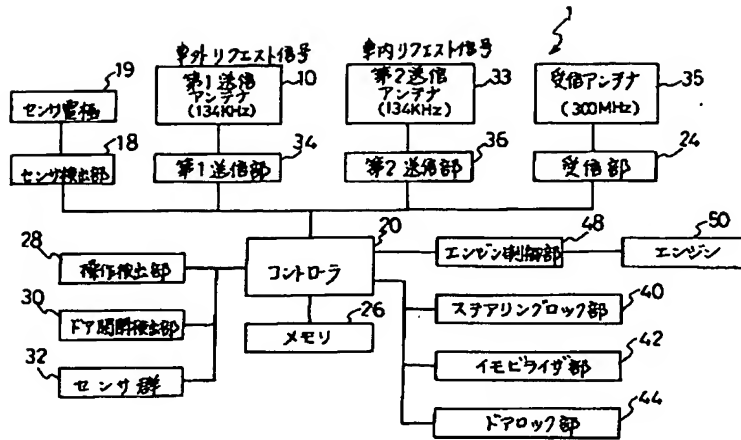 車外リクエスト信号
車内リクエスト信号
1
19
センサ電極
第1送信
アンテナ
(134KHz)
10
第2送信
アンテナ
(134KHz)
33
受信アンテナ
(300MHz)
35
18
センサ検出部
34
第1送信部
36
第2送信部
24
受信部
20
コントローラ
48
エンジン制御部
50
エンジン
28
操作検出部
30
ドア開閉検出部
32
センサ群
26
メモリ
40
ステアリングロック部
42
イモビライザ部
44
ドアロック部